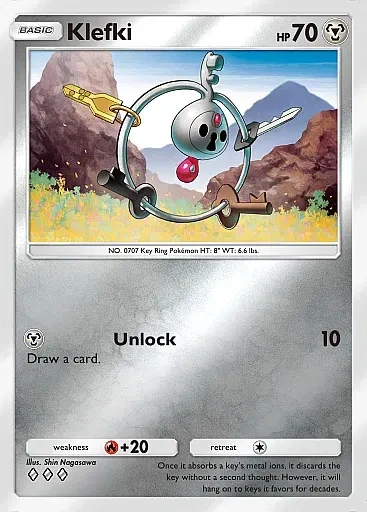 BASIC Klefki HP 70
NO. 0707 Key Ring Pokémon HT: 8" WT: 6.6 lbs.
Unlock 10
Draw a card.
weakness +20 retreat
Illus. Shin Nagasawa
Once it absorbs a key's metal ions, it discards
the key without a second thought. However, it will
hang on to keys it favors for decades.